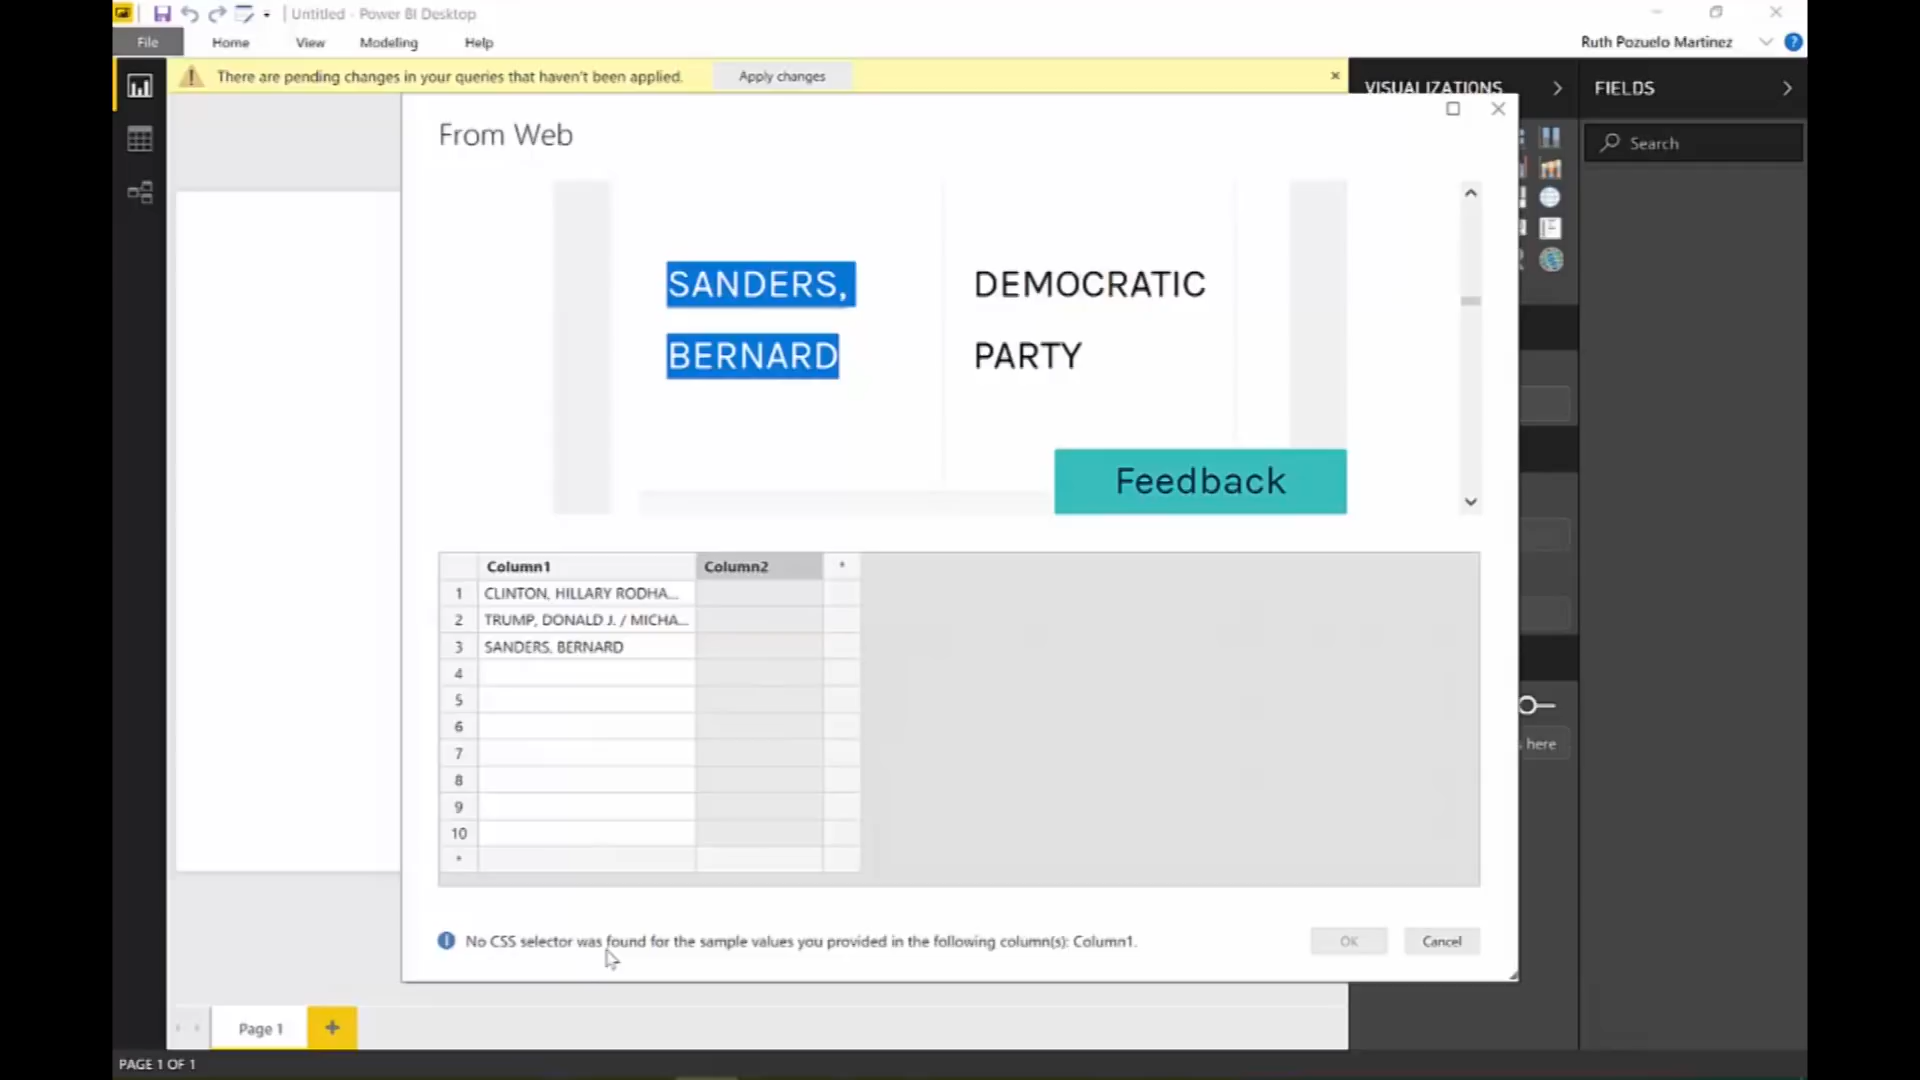 Untitled - Power BI Desktop
File Home View Modeling Help
Ruth Pozuelo Martinez
There are pending changes in your queries that haven't been applied. Apply changes
VISUALIZATIONS
FIELDS
Search
From Web
SANDERS, DEMOCRATIC
BERNARD PARTY
Feedback
Column1 Column2 *
1 CLINTON, HILLARY RODHA...
2 TRUMP, DONALD J. / MICHA...
3 SANDERS, BERNARD
4
5
6
7
8
9
10
*
here
No CSS selector was found for the sample values you provided in the following column(s): Column1.
OK Cancel
Page 1 +
PAGE 1 OF 1